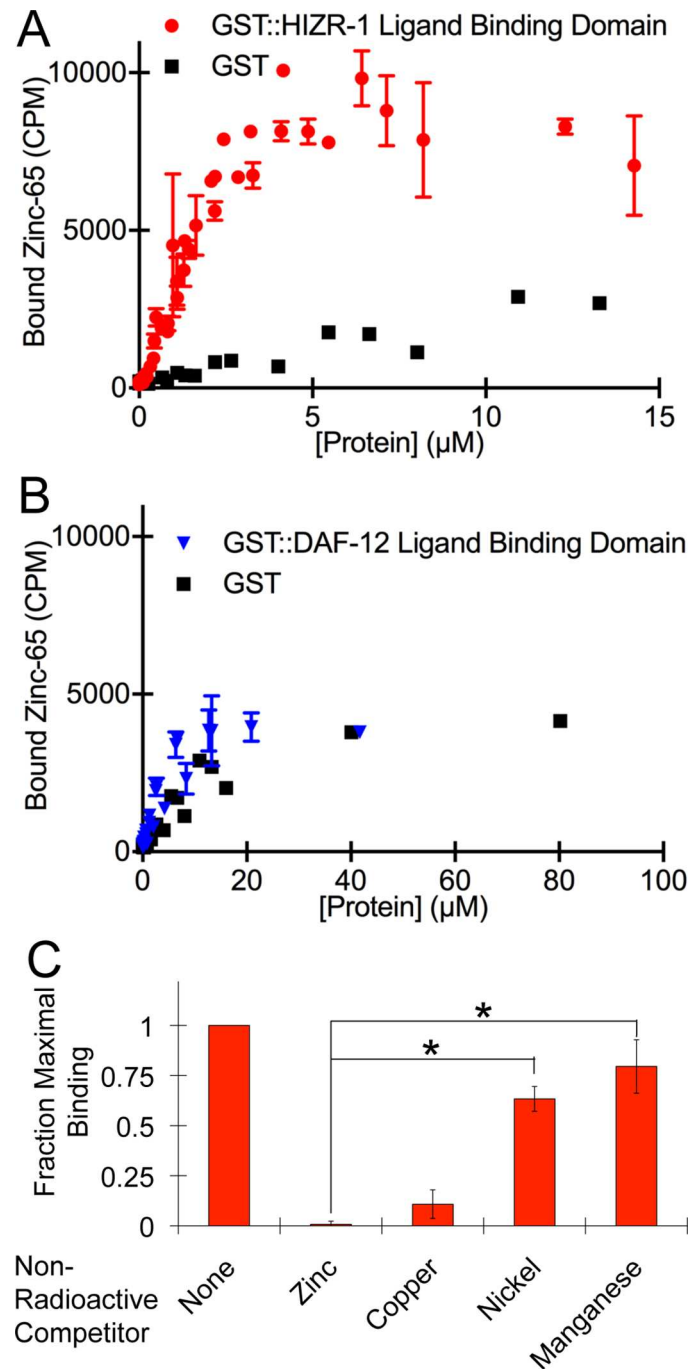 A
GST::HIZR-1 Ligand Binding Domain
GST
10000
5000
0
Bound Zinc-65 (CPM)
0
5
10
15
[Protein] (µM)
B
GST::DAF-12 Ligand Binding Domain
GST
10000
5000
0
Bound Zinc-65 (CPM)
0
20
40
60
80
100
[Protein] (µM)
C
*
*
1
0.75
0.5
0.25
0
Fraction Maximal
Binding
Non-
Radioactive
Competitor
None
Zinc
Copper
Nickel
Manganese